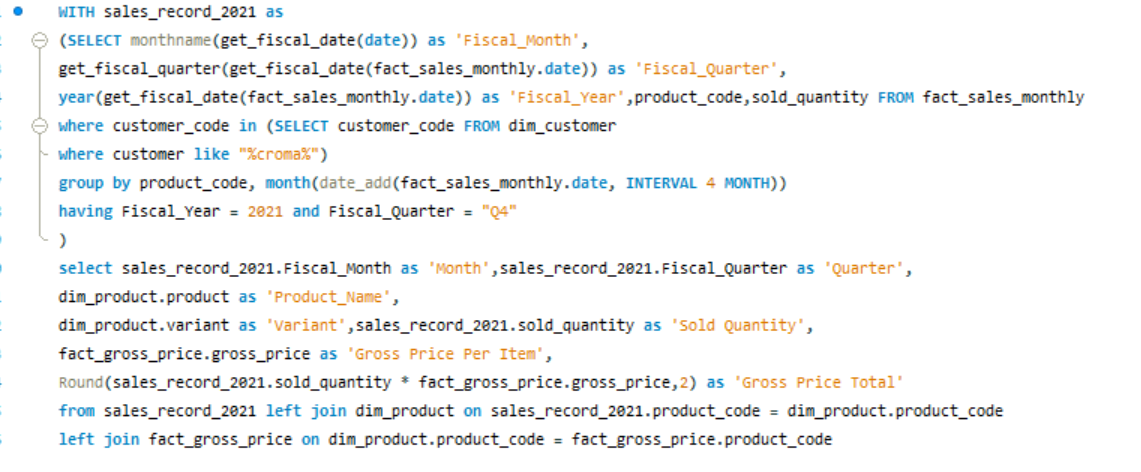 WITH sales_record_2021 as
(SELECT monthname(get_fiscal_date(date)) as 'Fiscal_Month',
get_fiscal_quarter(get_fiscal_date(fact_sales_monthly.date)) as 'Fiscal_Quarter',
year(get_fiscal_date(fact_sales_monthly.date)) as 'Fiscal_Year',product_code,sold_quantity FROM fact_sales_monthly
where customer_code in (SELECT customer_code FROM dim_customer
where customer like "%croma%")
group by product_code, month(date_add(fact_sales_monthly.date, INTERVAL 4 MONTH))
having Fiscal_Year = 2021 and Fiscal_Quarter = "Q4"
)
select sales_record_2021.Fiscal_Month as 'Month',sales_record_2021.Fiscal_Quarter as 'Quarter',
dim_product.product as 'Product_Name',
dim_product.variant as 'Variant',sales_record_2021.sold_quantity as 'Sold Quantity',
fact_gross_price.gross_price as 'Gross Price Per Item',
Round(sales_record_2021.sold_quantity * fact_gross_price.gross_price,2) as 'Gross Price Total'
from sales_record_2021 left join dim_product on sales_record_2021.product_code = dim_product.product_code
left join fact_gross_price on dim_product.product_code = fact_gross_price.product_code